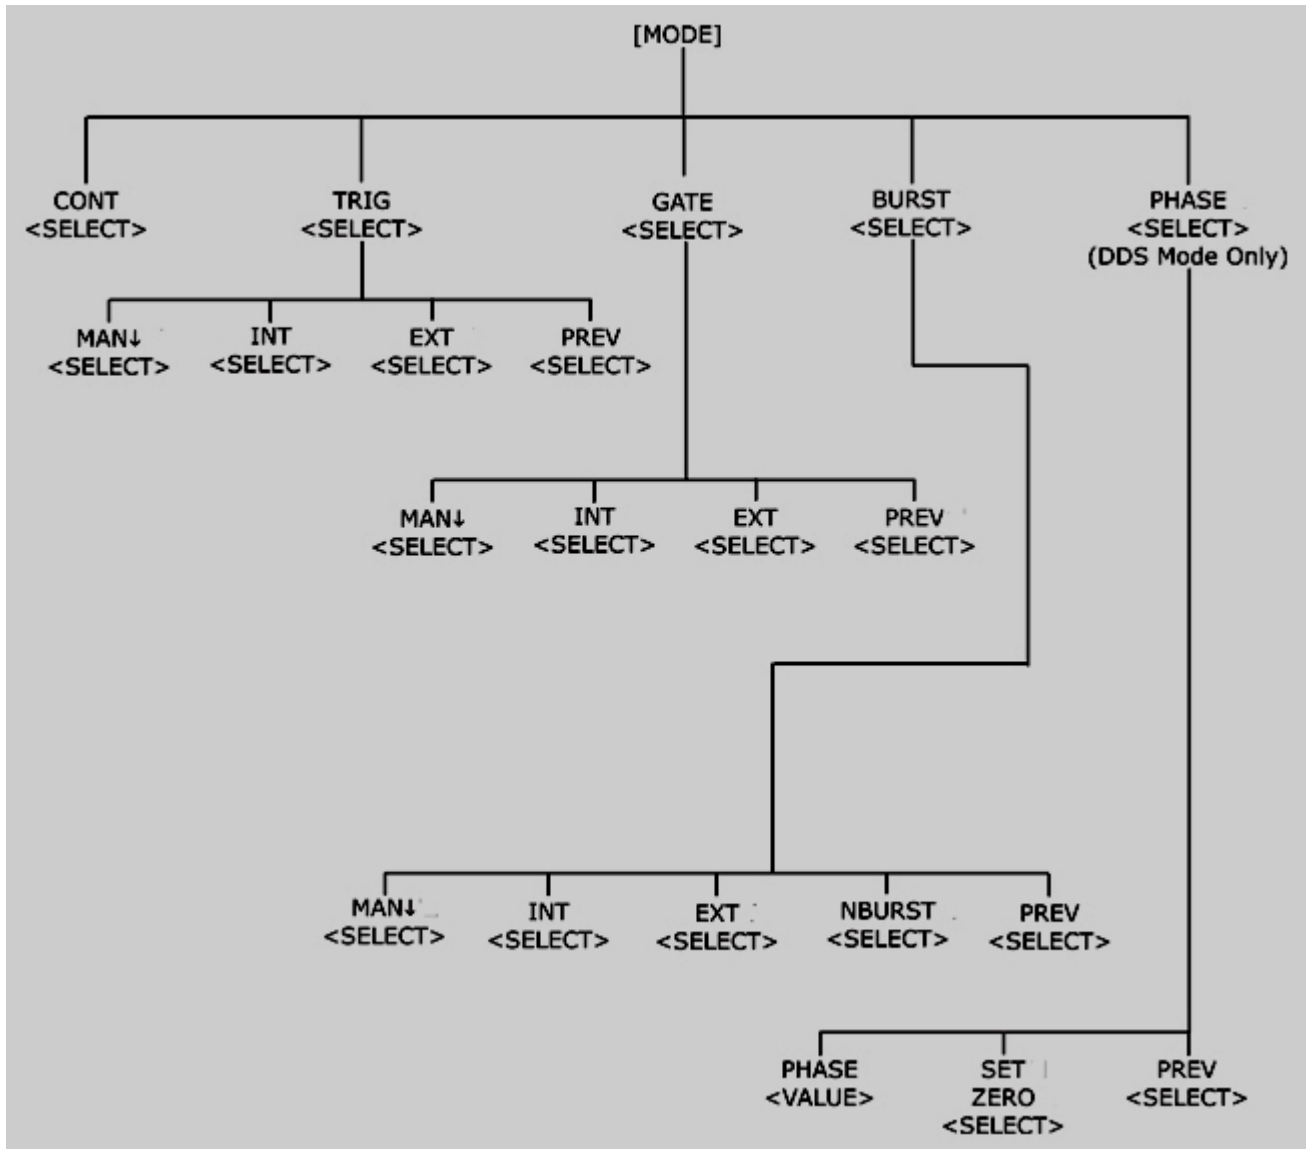 [MODE]
CONT
<SELECT>
TRIG
<SELECT>
GATE
<SELECT>
BURST
<SELECT>
PHASE
<SELECT>
(DDS Mode Only)
MAN↓
<SELECT>
INT
<SELECT>
EXT
<SELECT>
PREV
<SELECT>
MAN↓
<SELECT>
INT
<SELECT>
EXT
<SELECT>
PREV
<SELECT>
MAN↓
<SELECT>
INT
<SELECT>
EXT
<SELECT>
NBURST
<SELECT>
PREV
<SELECT>
PHASE
<VALUE>
SET
ZERO
<SELECT>
PREV
<SELECT>